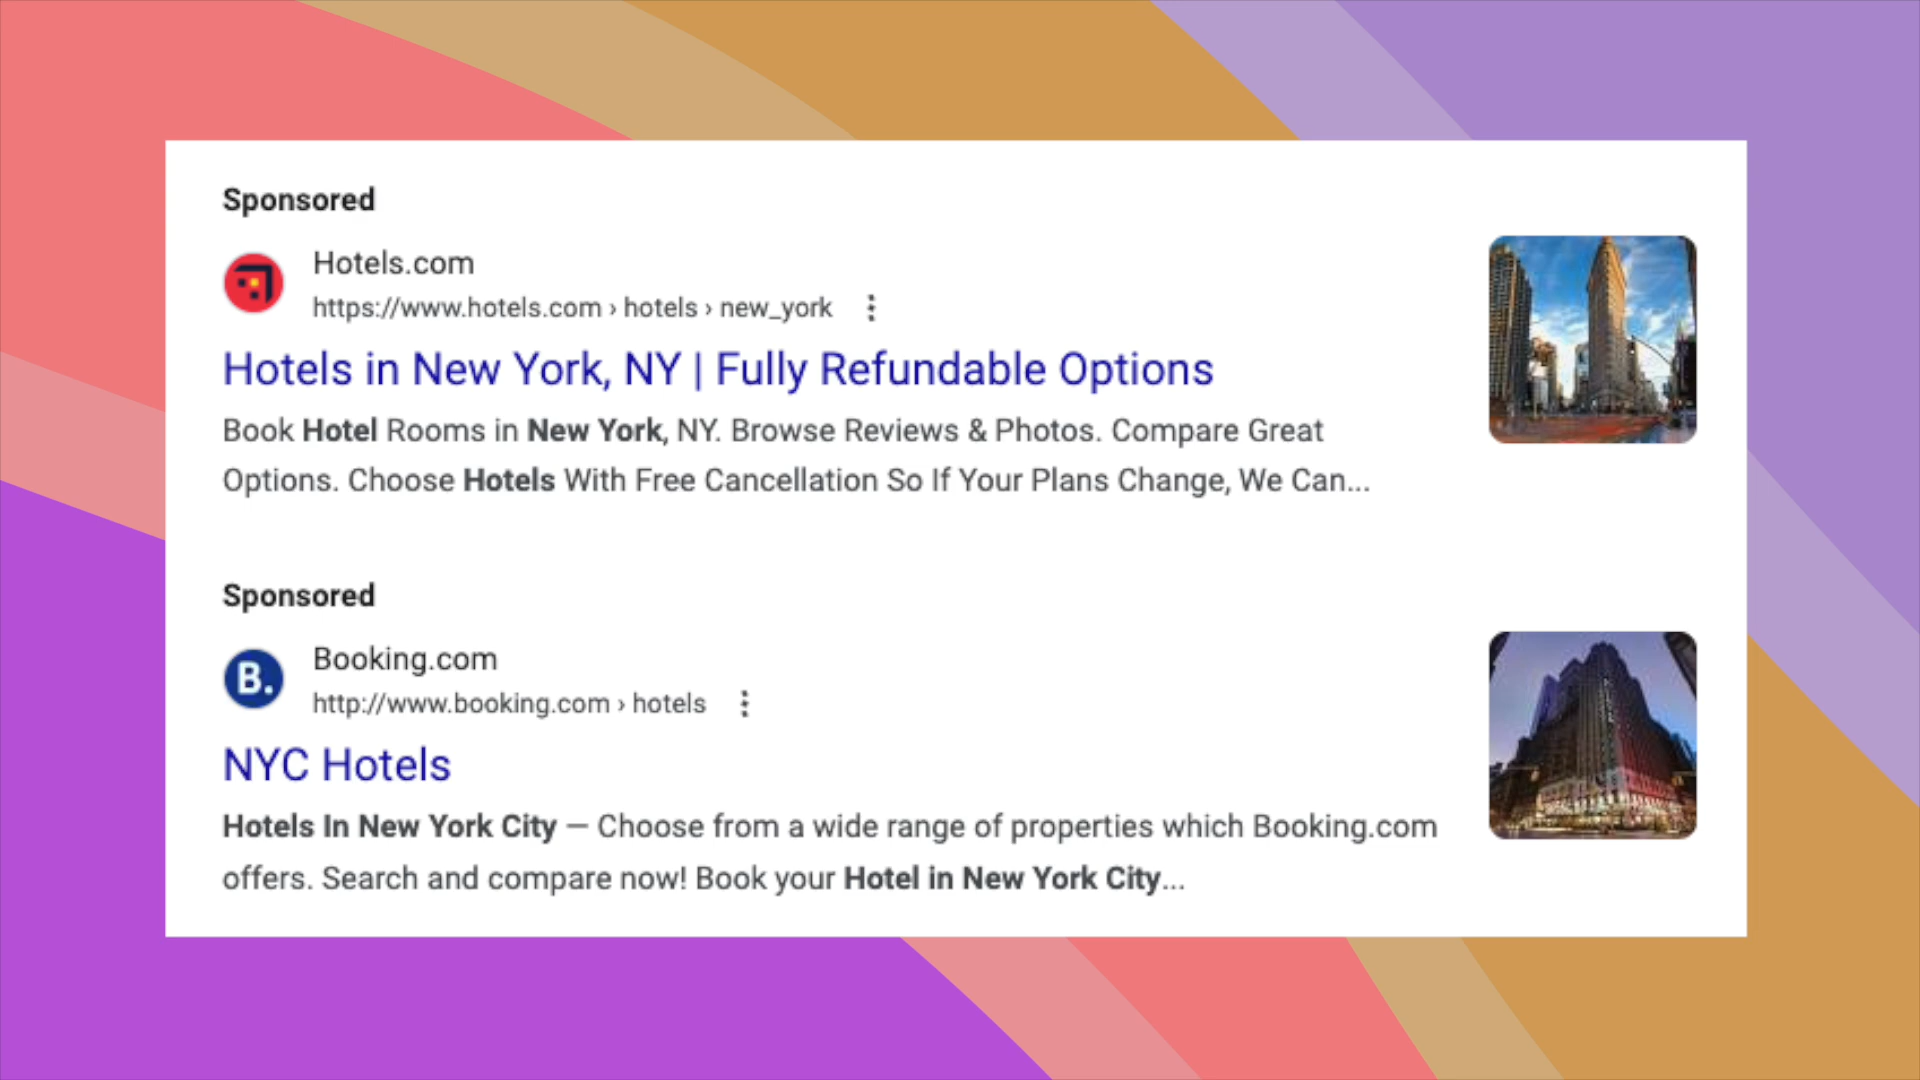 Sponsored
Hotels.com
https://www.hotels.com › hotels › new_york
Hotels in New York, NY | Fully Refundable Options
Book Hotel Rooms in New York, NY. Browse Reviews & Photos. Compare Great
Options. Choose Hotels With Free Cancellation So If Your Plans Change, We Can...
Sponsored
B.
Booking.com
http://www.booking.com › hotels
NYC Hotels
Hotels In New York City — Choose from a wide range of properties which Booking.com
offers. Search and compare now! Book your Hotel in New York City...